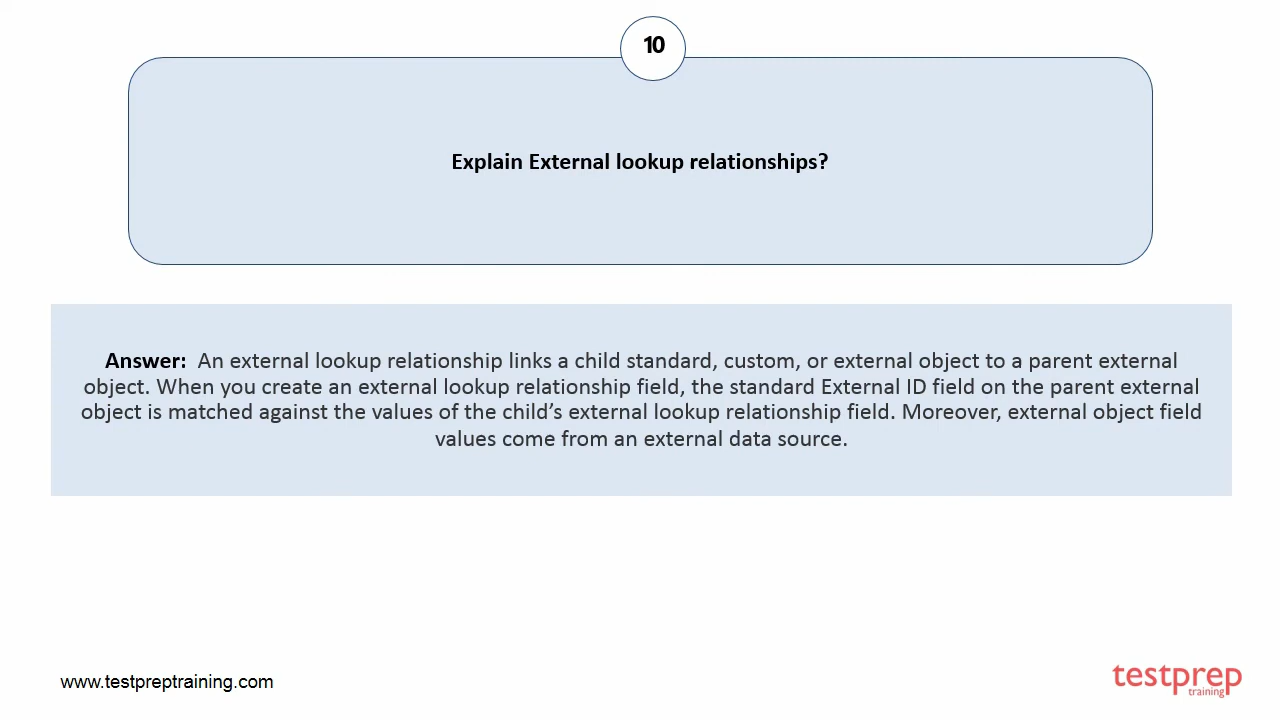 10
Explain External lookup relationships?
Answer: An external lookup relationship links a child standard, custom, or external object to a parent external
object. When you create an external lookup relationship field, the standard External ID field on the parent external
object is matched against the values of the child’s external lookup relationship field. Moreover, external object field
values come from an external data source.
www.testpreptraining.com
testprep
training